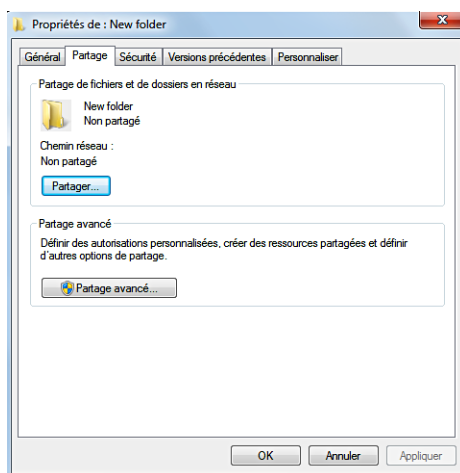 Propriétés de : New folder
Général Partage Sécurité Versions précédentes Personnaliser
Partage de fichiers et de dossiers en réseau
New folder
Non partagé
Chemin réseau :
Non partagé
Partager...
Partage avancé
Définir des autorisations personnalisées, créer des ressources partagées et définir
d'autres options de partage.
Partage avancé...
OK Annuler Appliquer